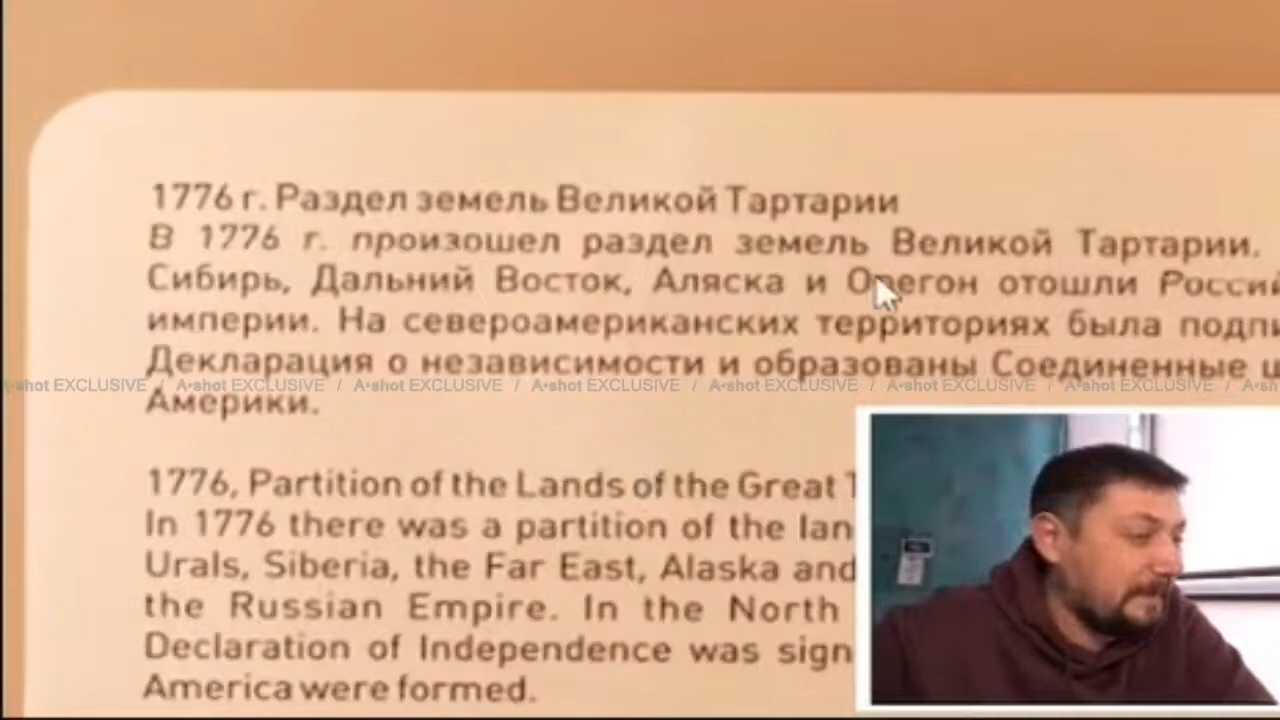 1776 г. Раздел земель Великой Тартарии
В 1776 г. произошел раздел земель Великой Тартарии.
Сибирь, Дальний Восток, Аляска и Орегон отошли
империи. На североамериканских территориях была
A-shot EXCLUSIVE / A-shot EXCLUSIVE / A-shot EXCLUSIVE / A-shot EXCLUSIVE / A-shot EXCLUSIVE / A-shot EXCLUSIVE / A-shot EXCLUSIVE /
Декларация о независимости и образованы Соединенные
Америки.
1776, Partition of the Lands of the Great
In 1776 there was a partition of the
Urals, Siberia, the Far East, Alaska and
the Russian Empire. In the North
Declaration of Independence was
America were formed.